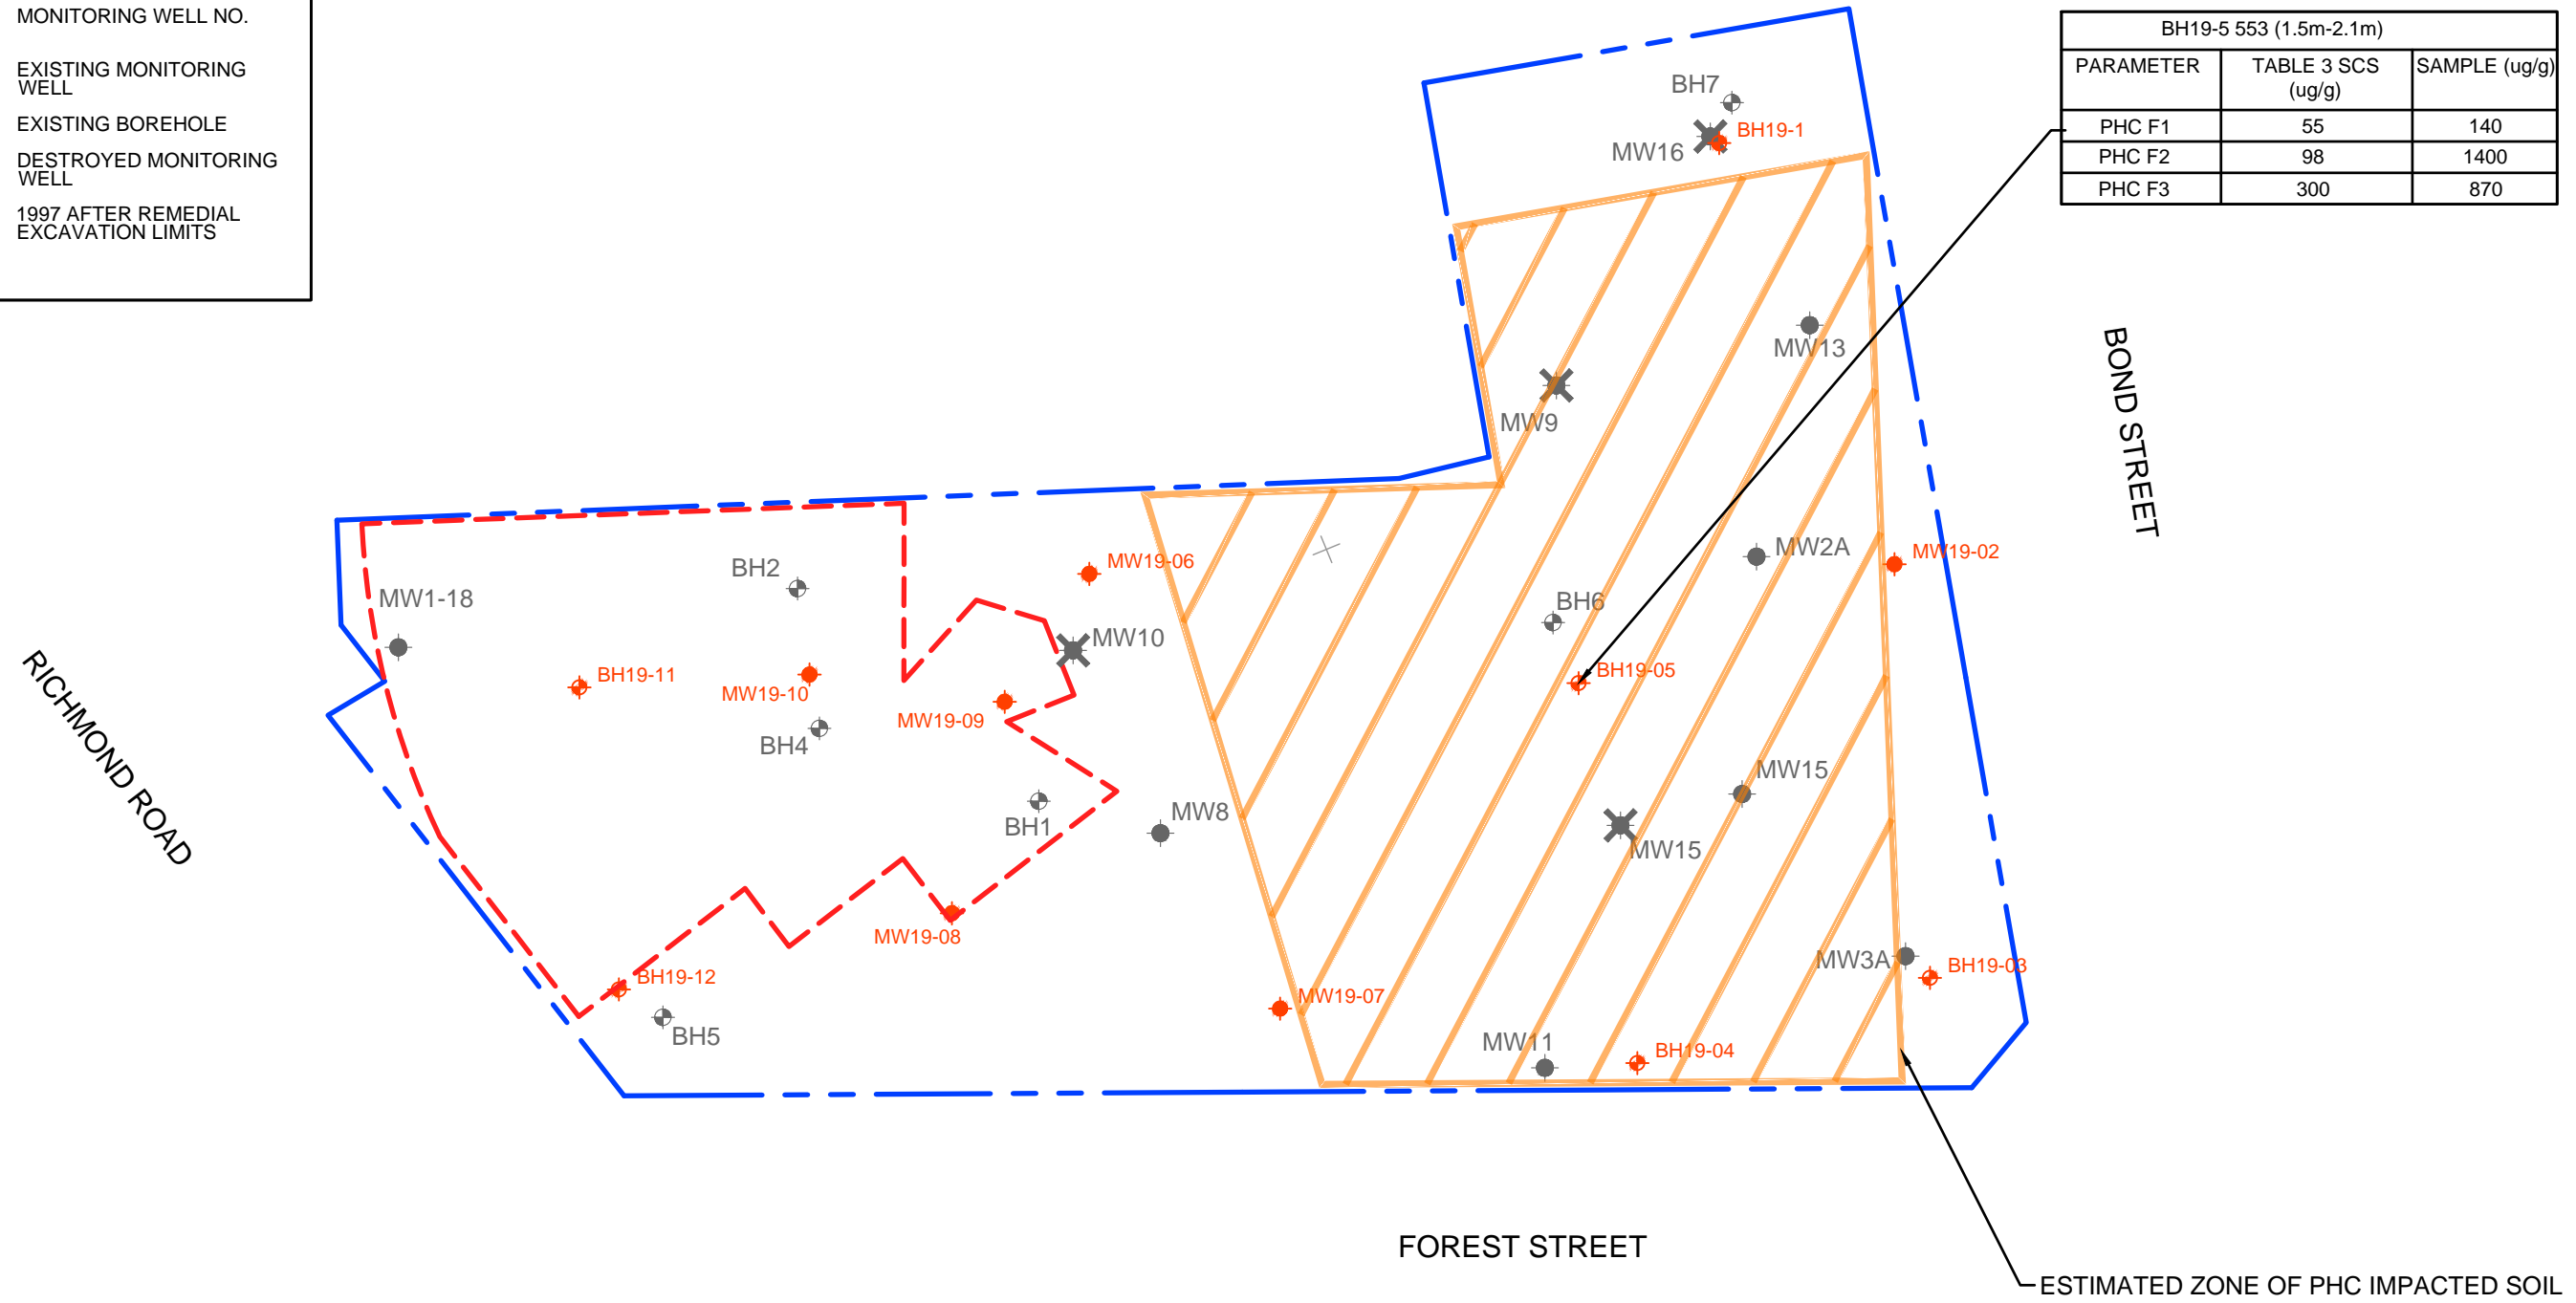 MONITORING WELL NO.
EXISTING MONITORING
WELL
EXISTING BOREHOLE
DESTROYED MONITORING
WELL
1997 AFTER REMEDIAL
EXCAVATION LIMITS
BH19-5 553 (1.5m-2.1m)
PARAMETER TABLE 3 SCS SAMPLE (ug/g)
(ug/g)
PHC F1 55 140
PHC F2 98 1400
PHC F3 300 870
BH7
BH19-1
MW16
MW13
MW9
BOND STREET
MW2A
MW19-02
MW19-06
BH2
MW1-18
BH6
MW10
BH19-05
BH19-11
MW19-10
MW19-09
BH4
RICHMOND ROAD
MW15
MW8
BH1
MW15
MW19-08
MW3A
BH19-03
BH19-12
MW19-07
BH5
MW11
BH19-04
FOREST STREET
ESTIMATED ZONE OF PHC IMPACTED SOIL